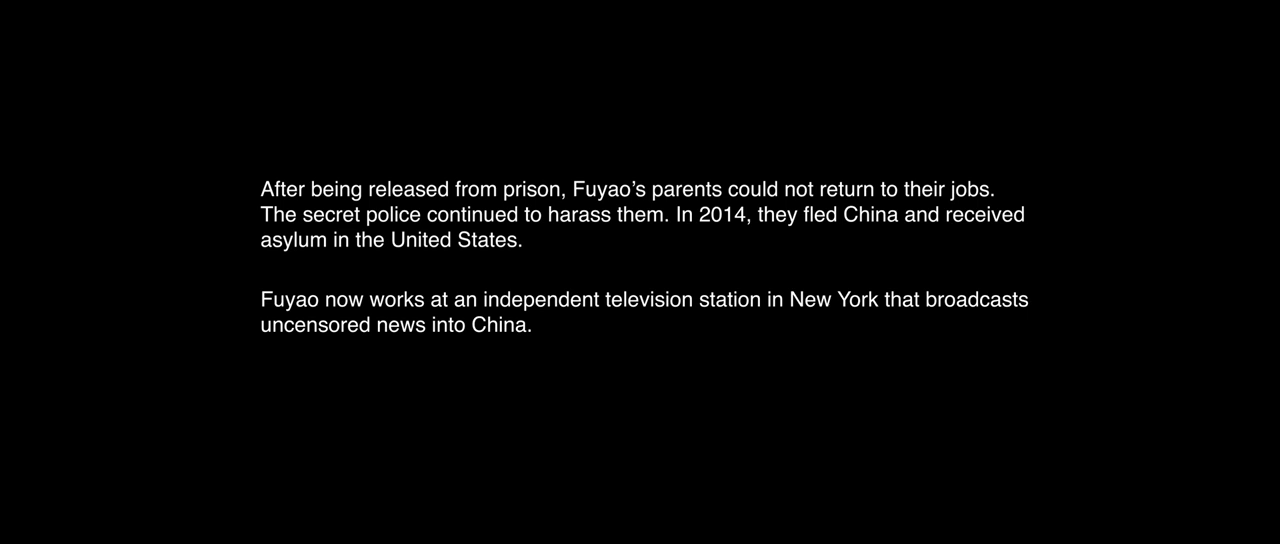 After being released from prison, Fuyao’s parents could not return to their jobs.
The secret police continued to harass them. In 2014, they fled China and received
asylum in the United States.
Fuyao now works at an independent television station in New York that broadcasts
uncensored news into China.